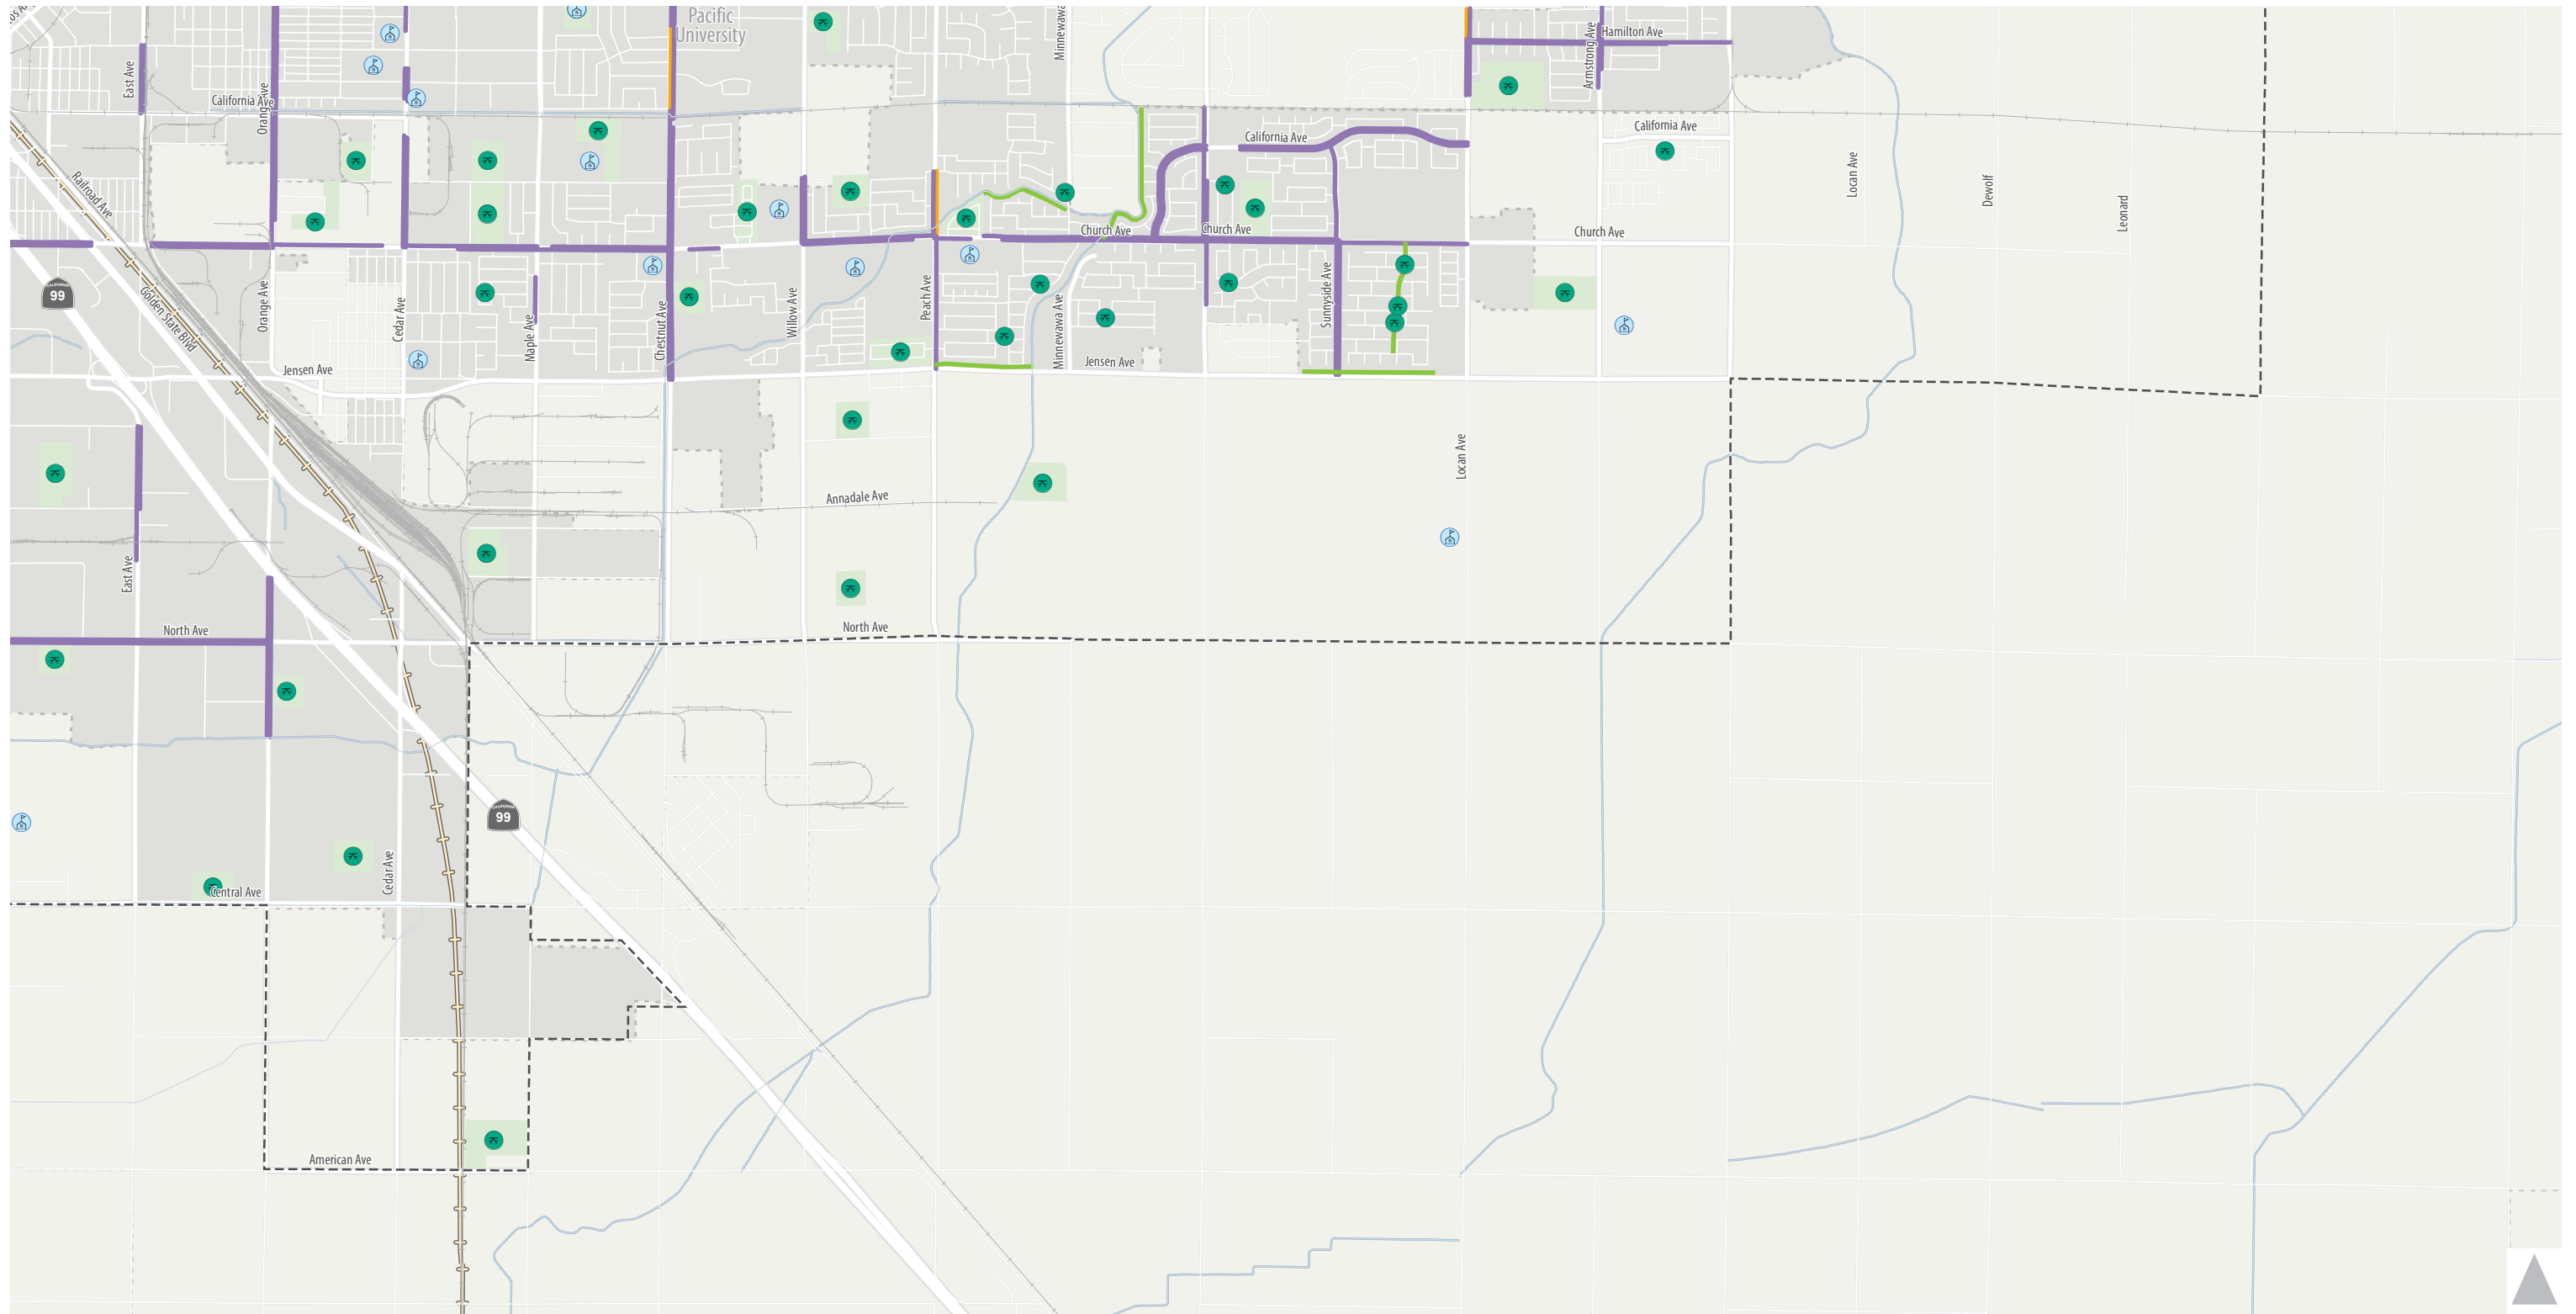 Pacific
University
Minnewawa
Hamilton Ave
Armstrong Ave
East Ave
California Ave
Orange Ave
California Ave
California Ave
Railroad Ave
Locan Ave
Dewolf
Leonard
Church Ave
Church Ave
Church Ave
CALIFORNIA
99
Golden State Blvd
Orange Ave
Cedar Ave
Maple Ave
Chestnut Ave
Willow Ave
Peach Ave
Minnewawa Ave
Sunnyside Ave
Jensen Ave
Jensen Ave
Locan Ave
Annadale Ave
East Ave
North Ave
North Ave
CALIFORNIA
99
Cedar Ave
Central Ave
American Ave